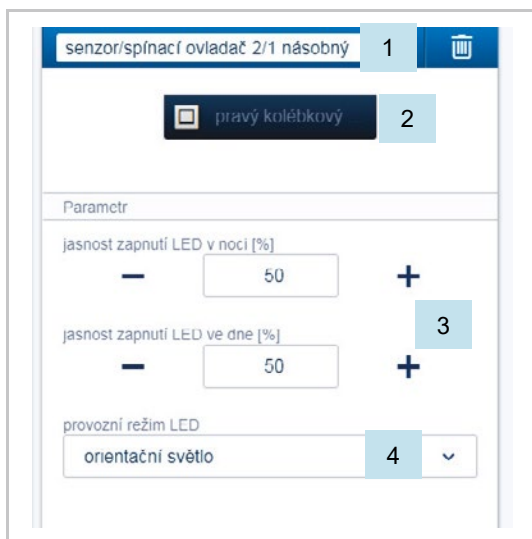 senzor/spínací ovladač 2/1 násobný 1
pravý kolébkový 2
Parametr
jasnost zapnutí LED v noci [%]
− 50 +
3
jasnost zapnutí LED ve dne [%]
− 50 +
provozní režim LED
orientační světlo 4